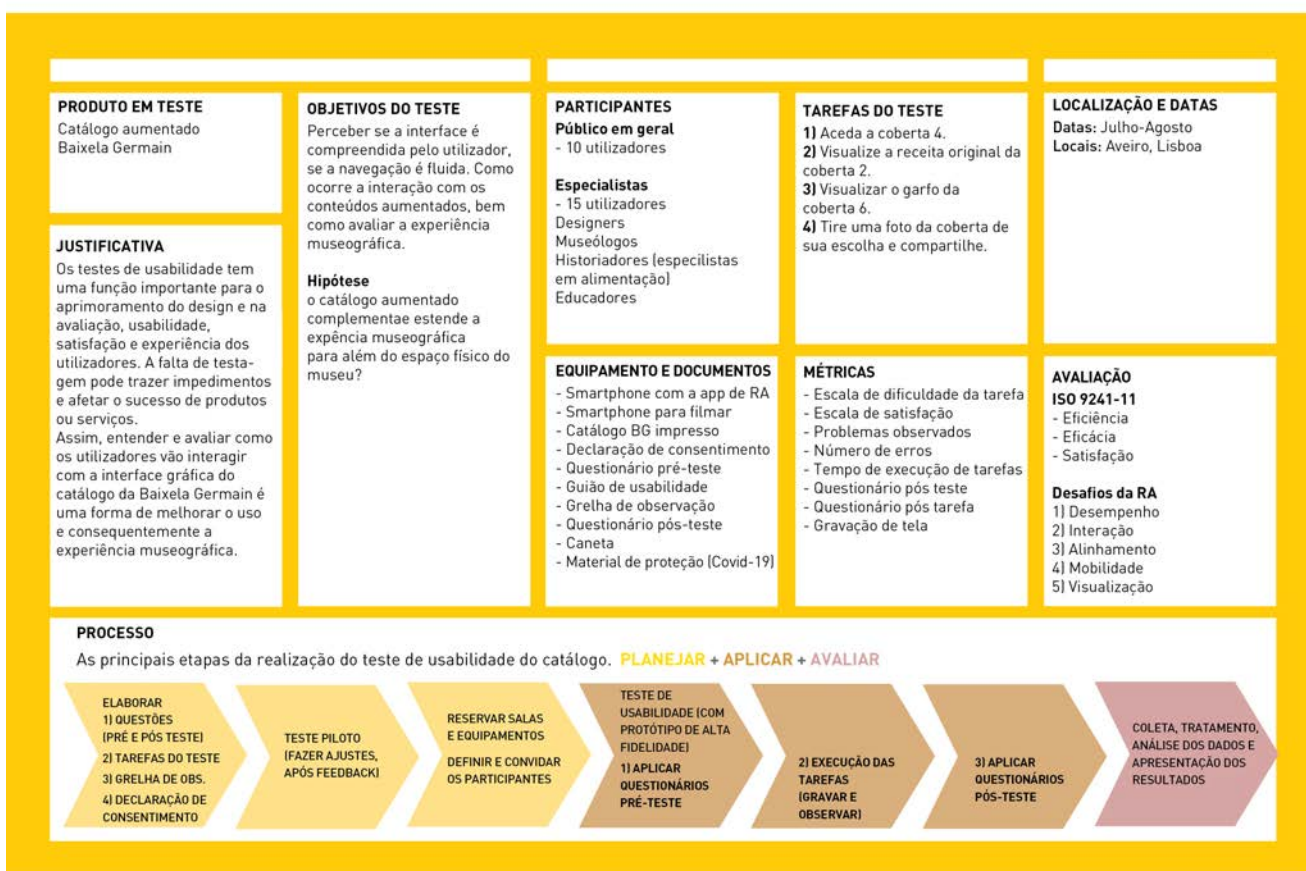 PRODUTO EM TESTE
Catálogo aumentado
Baixela Germain
JUSTIFICATIVA
Os testes de usabilidade tem
uma função importante para o
aprimoramento do design e na
avaliação, usabilidade,
satisfação e experiência dos
utilizadores. A falta de testa-
gem pode trazer impedimentos
e afetar o sucesso de produtos
ou serviços.
Assim, entender e avaliar como
os utilizadores vão interagir
com a interface gráfica do
catálogo da Baixela Germain é
uma forma de melhorar o uso
e consequentemente a
experiência museográfica.
OBJETIVOS DO TESTE
Perceber se a interface é
compreendida pelo utilizador,
se a navegação é fluida. Como
ocorre a interação com os
conteúdos aumentados, bem
como avaliar a experiência
museográfica.
Hipótese
o catálogo aumentado
complementae estende a
expência museográfica
para além do espaço físico do
museu?
PARTICIPANTES
Público em geral
- 10 utilizadores
Especialistas
- 15 utilizadores
Designers
Museólogos
Historiadores (especilistas
em alimentação)
Educadores
EQUIPAMENTO E DOCUMENTOS
- Smartphone com a app de RA
- Smartphone para filmar
- Catálogo BG impresso
- Declaração de consentimento
- Questionário pré-teste
- Guião de usabilidade
- Grelha de observação
- Questionário pós-teste
- Caneta
- Material de proteção (Covid-19)
TAREFAS DO TESTE
1) Aceda a coberta 4.
2) Visualize a receita original da
coberta 2.
3) Visualizar o garfo da
coberta 6.
4) Tire uma foto da coberta de
sua escolha e compartilhe.
MÉTRICAS
- Escala de dificuldade da tarefa
- Escala de satisfação
- Problemas observados
- Número de erros
- Tempo de execução de tarefas
- Questionário pós teste
- Questionário pós tarefa
- Gravação de tela
LOCALIZAÇÃO E DATAS
Datas: Julho-Agosto
Locais: Aveiro, Lisboa
AVALIAÇÃO
ISO 9241-11
- Eficiência
- Eficácia
- Satisfação
Desafios da RA
1) Desempenho
2) Interação
3) Alinhamento
4) Mobilidade
5) Visualização
PROCESSO
As principais etapas da realização do teste de usabilidade do catálogo. PLANEJAR + APLICAR + AVALIAR
ELABORAR
1) QUESTÕES
(PRÉ E PÓS TESTE)
2) TAREFAS DO TESTE
3) GRELHA DE OBS.
4) DECLARAÇÃO DE
CONSENTIMENTO
TESTE PILOTO
(FAZER AJUSTES,
APÓS FEEDBACK)
RESERVAR SALAS
E EQUIPAMENTOS
DEFINIR E CONVIDAR
OS PARTICIPANTES
TESTE DE
USABILIDADE (COM
PROTÓTIPO DE ALTA
FIDELIDADE)
1) APLICAR
QUESTIONÁRIOS
PRÉ-TESTE
2) EXECUÇÃO DAS
TAREFAS
(GRAVAR E
OBSERVAR)
3) APLICAR
QUESTIONÁRIOS
PÓS-TESTE
COLETA, TRATAMENTO,
ANÁLISE DOS DADOS E
APRESENTAÇÃO DOS
RESULTADOS